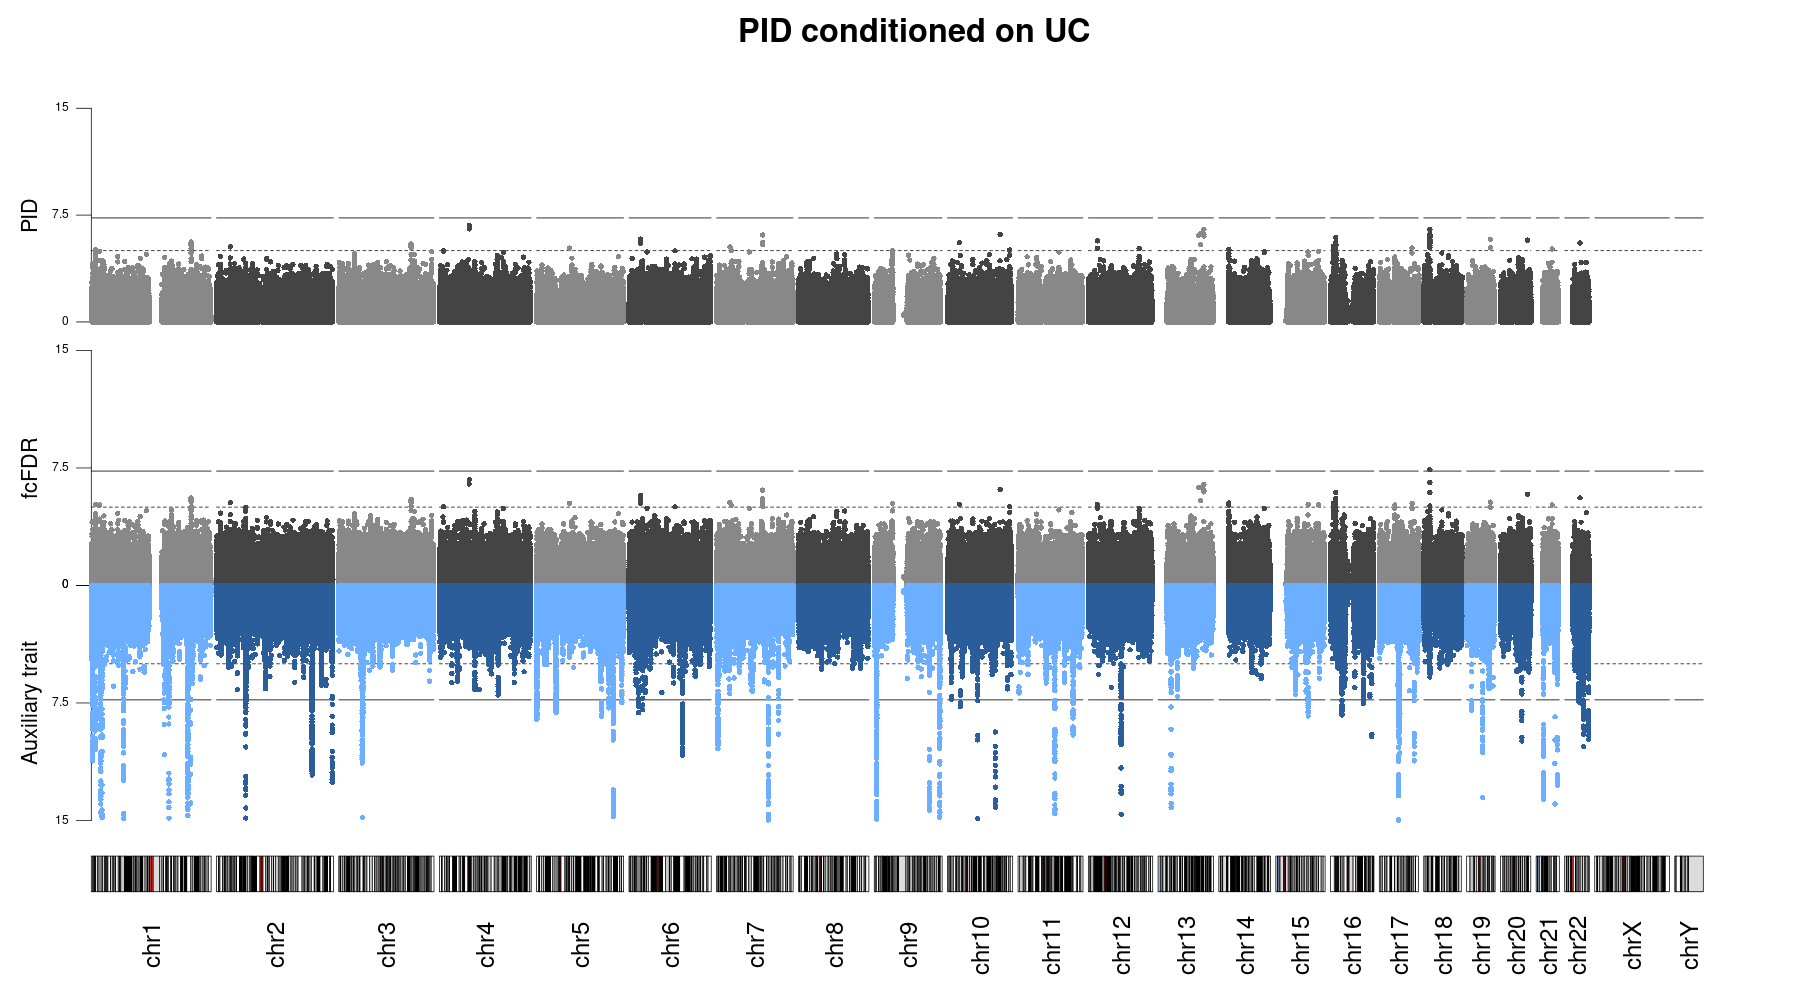 PID conditioned on UC
15
7.5
0
PID
15
7.5
0
fcFDR
7.5
15
Auxiliary trait
chr1 chr2 chr3 chr4 chr5 chr6 chr7 chr8 chr9 chr10 chr11 chr12 chr13 chr14 chr15 chr16 chr17 chr18 chr19 chr20 chr21 chr22 chrX chrY